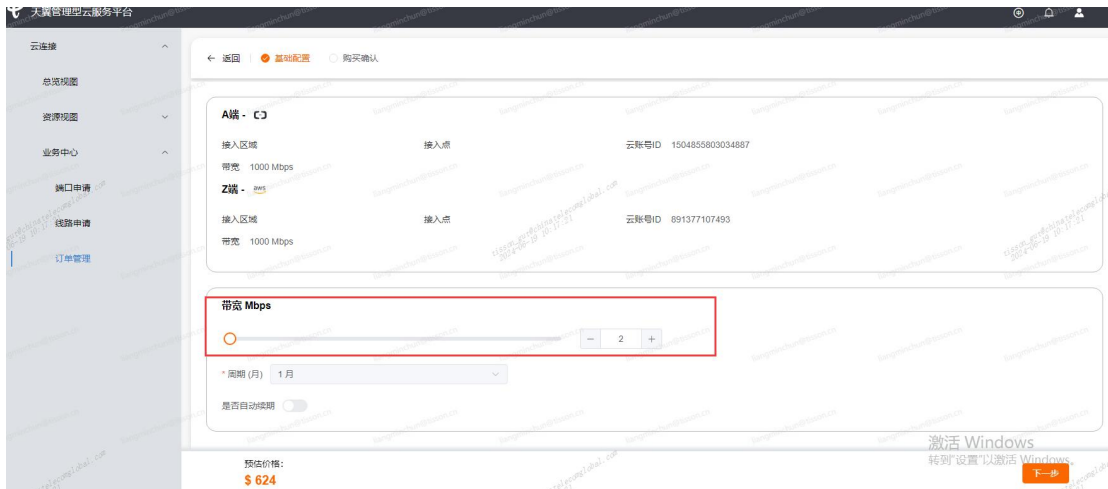 天翼管理型云服务平台
云连接
总览视图
资源视图
业务中心
端口申请
线路申请
订单管理
← 返回 基础配置 购买确认
A端 -
接入区域 接入点 云账号ID 1504855803034887
带宽 1000 Mbps
Z端 - aws
接入区域 接入点 云账号ID 891377107493
带宽 1000 Mbps
带宽 Mbps
− 2 +
* 周期 (月) 1 月
是否自动续期
预估价格:
$ 624
激活 Windows
转到"设置"以激活 Windows。
下一步